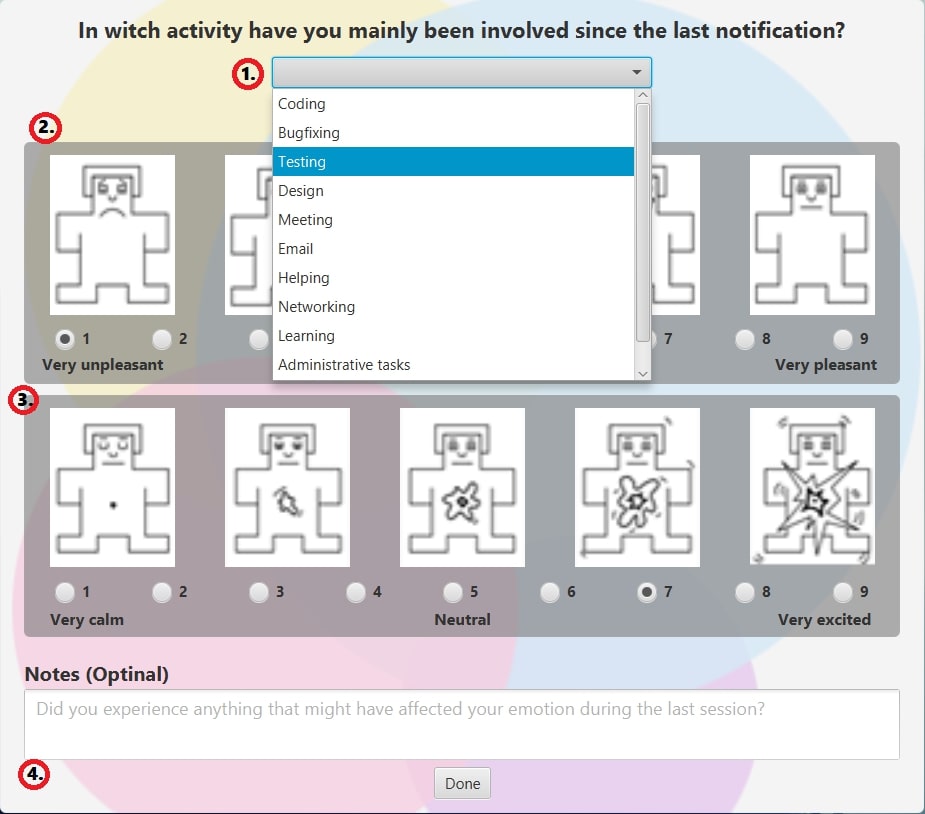 In witch activity have you mainly been involved since the last notification?
1.
Coding
2.
Bugfixing
Testing
Design
Meeting
Email
Helping
Networking
Learning
Administrative tasks
1 2 7 8 9
Very unpleasant Very pleasant
3.
1 2 3 4 5 6 7 8 9
Very calm Neutral Very excited
Notes (Optinal)
Did you experience anything that might have affected your emotion during the last session?
4.
Done